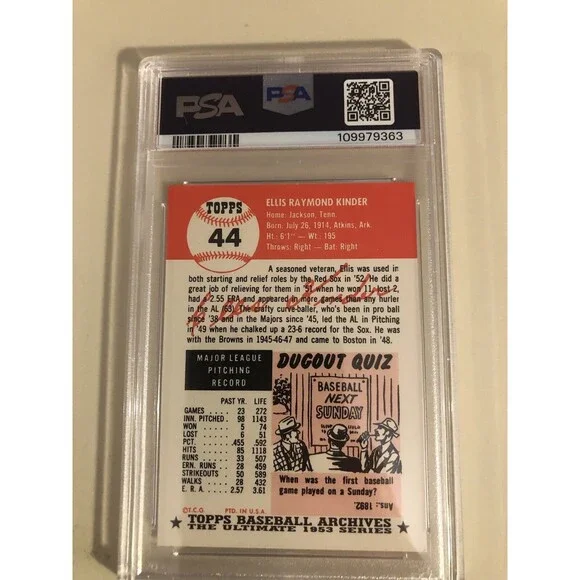 PSA
PSA
109979363
TOPPS
44
ELLIS RAYMOND KINDER
Home: Jackson, Tenn.
Born: July 26, 1914, Atkins, Ark.
Ht.: 6'1" — Wt.: 195
Throws: Right — Bat: Right
A seasoned veteran, Ellis was used in
both starting and relief roles by the Red Sox in '52. He did a
great job of relieving for them in '51 when he won 11, lost 2,
had a 2.55 ERA and appeared in more games than any hurler
in the AL (63). The crafty curve-baller, who's been in pro ball
since '38 and in the Majors since '45, led the AL in Pitching
in '49 when he chalked up a 23-6 record for the Sox. He was
with the Browns in 1945-46-47 and came to Boston in '48.
MAJOR LEAGUE
PITCHING
RECORD
PAST YR. LIFE
GAMES 23 272
INN. PITCHED 98 1143
WON 5 74
LOST 6 51
PCT. .455 .592
HITS 85 1118
RUNS 33 507
ERN. RUNS 28 459
STRIKEOUTS 50 589
WALKS 28 432
E. R. A. 2.57 3.61
DUGOUT QUIZ
BASEBALL
NEXT
SUNDAY
When was the first baseball
game played on a Sunday?
Ans.: 1892.
©T.C.G. PTD. IN U.S.A.
TOPPS BASEBALL ARCHIVES
THE ULTIMATE 1953 SERIES